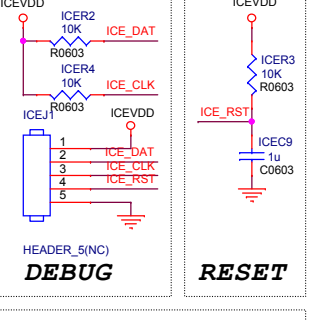 ICEVDD
ICER2
10K
ICE_DAT
R0603
ICER4
10K
ICE_CLK
R0603
ICEJ1
ICEVDD
1
2
ICE_DAT
3
ICE_CLK
4
ICE_RST
5
HEADER_5(NC)
DEBUG
ICEVDD
ICER3
10K
R0603
ICE_RST
ICEC9
1u
C0603
RESET